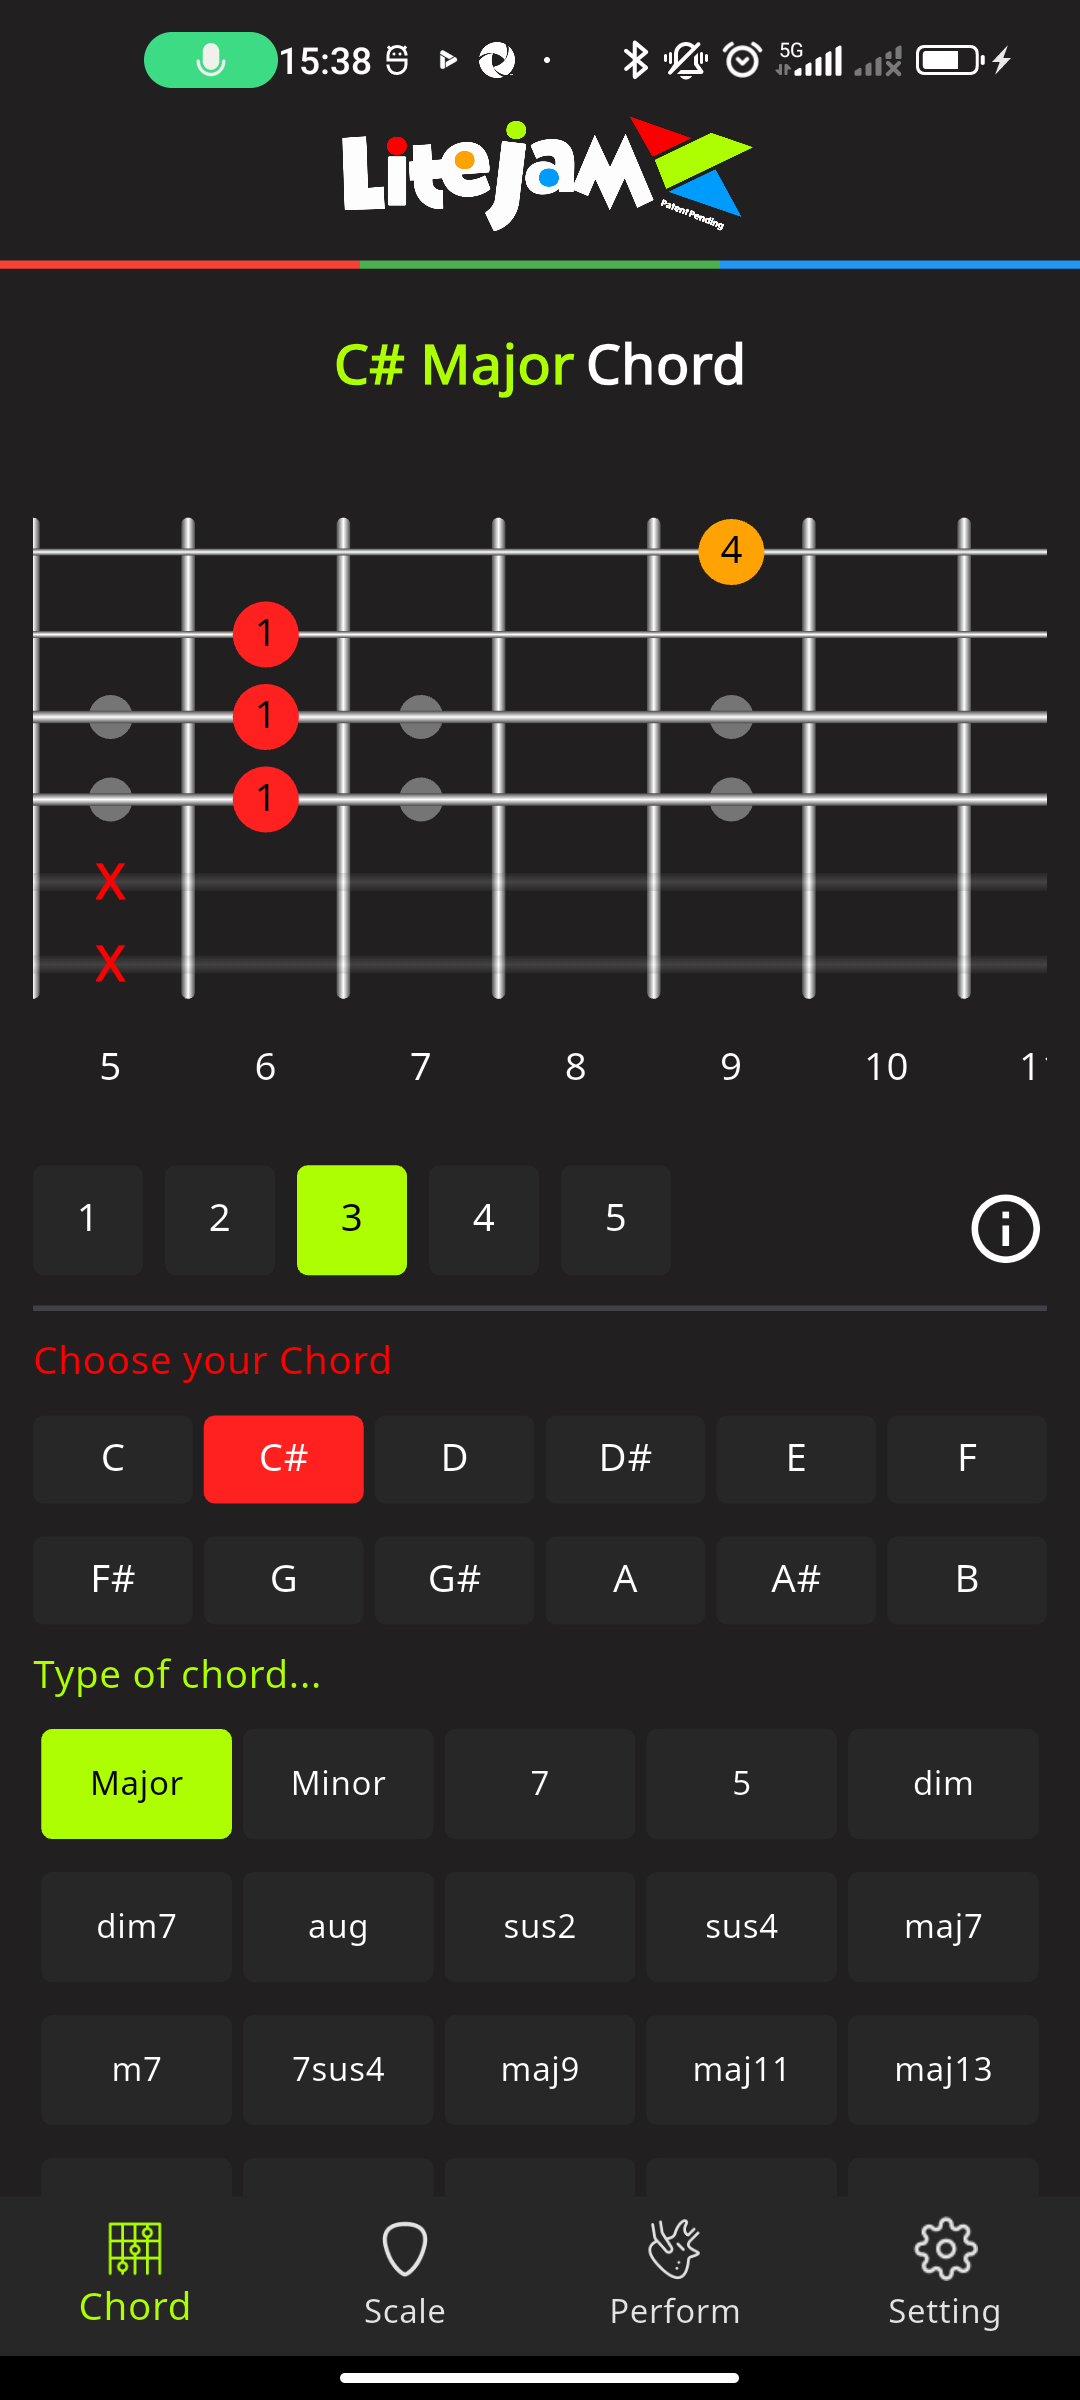 15:38
5G
Litejam
Patent Pending
C# Major Chord
4
1
1
1
X
X
5 6 7 8 9 10
1 2 3 4 5
Choose your Chord
C C# D D# E F
F# G G# A A# B
Type of chord...
Major Minor 7 5 dim
dim7 aug sus2 sus4 maj7
m7 7sus4 maj9 maj11 maj13
Chord Scale Perform Setting